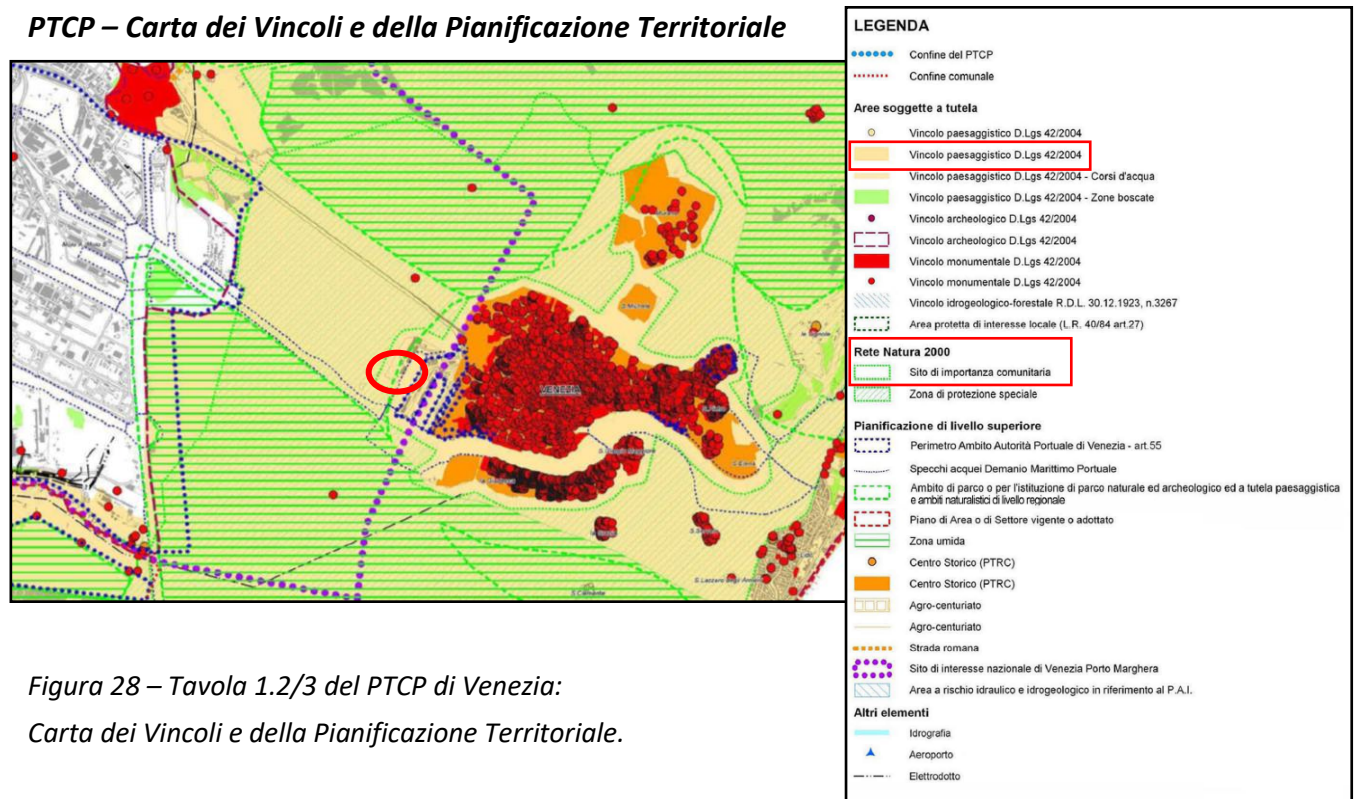 PTCP – Carta dei Vincoli e della Pianificazione Territoriale
VENEZIA
Figura 28 – Tavola 1.2/3 del PTCP di Venezia:
Carta dei Vincoli e della Pianificazione Territoriale.
LEGENDA
Confine del PTCP
Confine comunale
Aree soggette a tutela
Vincolo paesaggistico D.Lgs 42/2004
Vincolo paesaggistico D.Lgs 42/2004
Vincolo paesaggistico D.Lgs 42/2004 - Corsi d'acqua
Vincolo paesaggistico D.Lgs 42/2004 - Zone boscate
Vincolo archeologico D.Lgs 42/2004
Vincolo archeologico D.Lgs 42/2004
Vincolo monumentale D.Lgs 42/2004
Vincolo monumentale D.Lgs 42/2004
Vincolo idrogeologico-forestale R.D.L. 30.12.1923, n.3267
Area protetta di interesse locale (L.R. 40/84 art.27)
Rete Natura 2000
Sito di importanza comunitaria
Zona di protezione speciale
Pianificazione di livello superiore
Perimetro Ambito Autorità Portuale di Venezia - art.55
Specchi acquei Demanio Marittimo Portuale
Ambito di parco o per l'istituzione di parco naturale ed archeologico ed a tutela paesaggistica
e ambiti naturalistici di livello regionale
Piano di Area o di Settore vigente o adottato
Zona umida
Centro Storico (PTRC)
Centro Storico (PTRC)
Agro-centuriato
Agro-centuriato
Strada romana
Sito di interesse nazionale di Venezia Porto Marghera
Area a rischio idraulico e idrogeologico in riferimento al P.A.I.
Altri elementi
Idrografia
Aeroporto
Elettrodotto